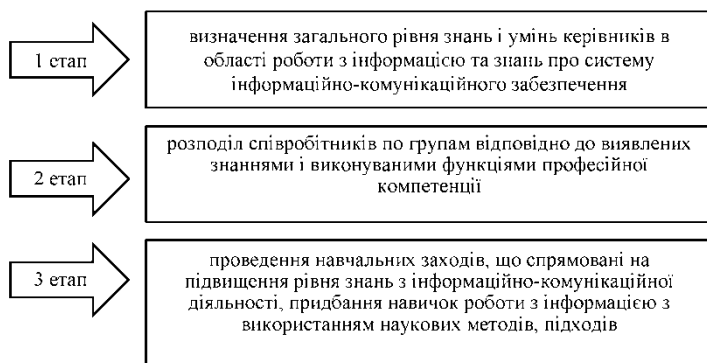 1 етап
визначення загального рівня знань і умінь керівників в
області роботи з інформацією та знань про систему
інформаційно-комунікаційного забезпечення
2 етап
розподіл співробітників по групам відповідно до виявлених
знаннями і виконуваними функціями професійної
компетенції
3 етап
проведення навчальних заходів, що спрямовані на
підвищення рівня знань з інформаційно-комунікаційної
діяльності, придбання навичок роботи з інформацією з
використанням наукових методів, підходів